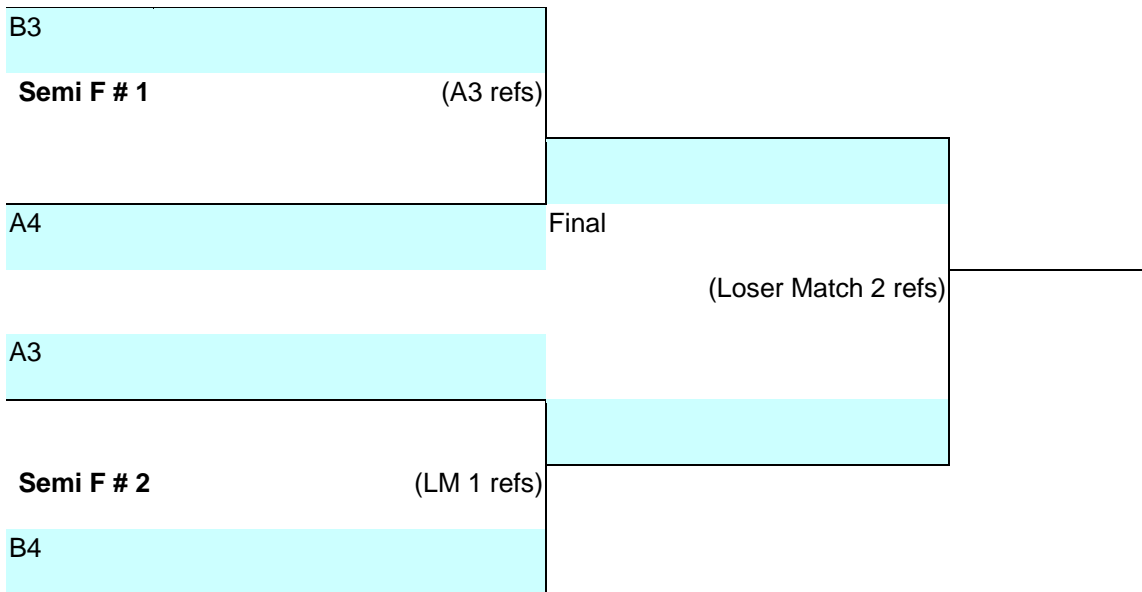 B3
Semi F # 1 (A3 refs)
A4 Final
(Loser Match 2 refs)
A3
Semi F # 2 (LM 1 refs)
B4